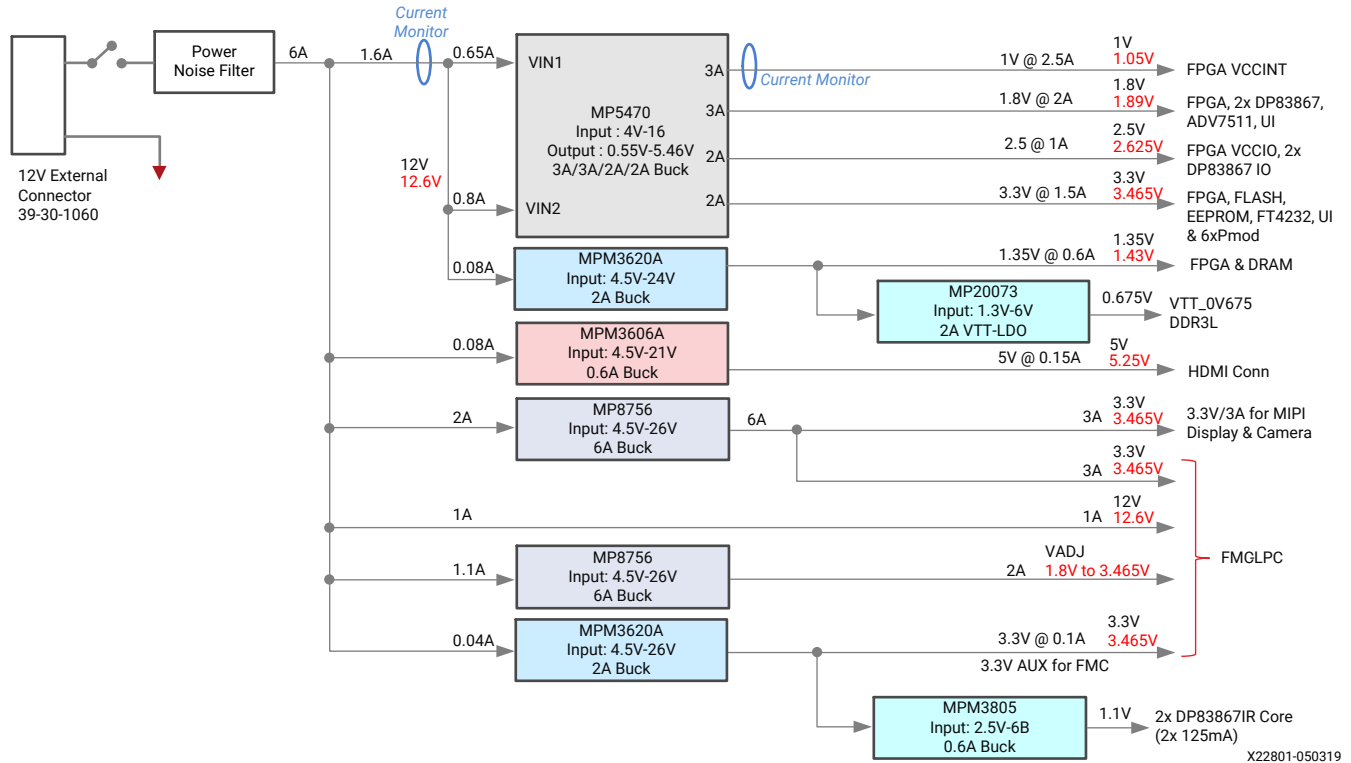 Current
Monitor
Power
Noise Filter
6A
1.6A
0.65A
VIN1
MP5470
Input : 4V-16
Output : 0.55V-5.46V
3A/3A/2A/2A Buck
VIN2
0.8A
12V
12.6V
12V External
Connector
39-30-1060
3A
Current Monitor
1V @ 2.5A
1V
1.05V
FPGA VCCINT
3A
1.8V @ 2A
1.8V
1.89V
FPGA, 2x DP83867,
ADV7511, UI
2A
2.5 @ 1A
2.5V
2.625V
FPGA VCCIO, 2x
DP83867 IO
2A
3.3V @ 1.5A
3.3V
3.465V
FPGA, FLASH,
EEPROM, FT4232, UI
& 6xPmod
0.08A
MPM3620A
Input: 4.5V-24V
2A Buck
1.35V @ 0.6A
1.35V
1.43V
FPGA & DRAM
MP20073
Input: 1.3V-6V
2A VTT-LDO
0.675V
VTT_0V675
DDR3L
0.08A
MPM3606A
Input: 4.5V-21V
0.6A Buck
5V @ 0.15A
5V
5.25V
HDMI Conn
2A
MP8756
Input: 4.5V-26V
6A Buck
6A
3A
3.3V
3.465V
3.3V/3A for MIPI
Display & Camera
3A
3.3V
3.465V
1A
1A
12V
12.6V
FMGLPC
1.1A
MP8756
Input: 4.5V-26V
6A Buck
2A
VADJ
1.8V to 3.465V
0.04A
MPM3620A
Input: 4.5V-26V
2A Buck
3.3V @ 0.1A
3.3V
3.465V
3.3V AUX for FMC
MPM3805
Input: 2.5V-6B
0.6A Buck
1.1V
2x DP83867IR Core
(2x 125mA)
X22801-050319